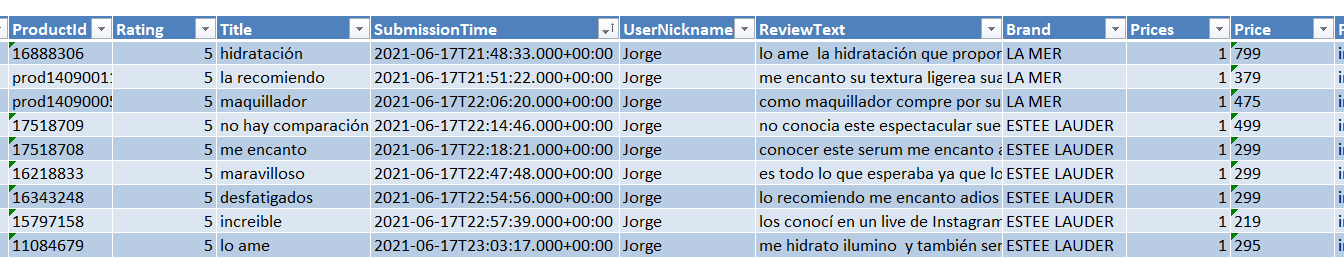 ProductId Rating Title SubmissionTime UserNickname ReviewText Brand Prices Price
16888306 5 hidratación 2021-06-17T21:48:33.000+00:00 Jorge lo ame  la hidratación que propor LA MER 1 799
prod1409001 5 la recomiendo 2021-06-17T21:51:22.000+00:00 Jorge me encanto su textura ligerea sua LA MER 1 379
prod1409000 5 maquillador 2021-06-17T22:06:20.000+00:00 Jorge como maquillador compre por su LA MER 1 475
17518709 5 no hay comparación 2021-06-17T22:14:46.000+00:00 Jorge no conocia este espectacular sue ESTEE LAUDER 1 499
17518708 5 me encanto 2021-06-17T22:18:21.000+00:00 Jorge conocer este serum me encanto a ESTEE LAUDER 1 299
16218833 5 maravilloso 2021-06-17T22:47:48.000+00:00 Jorge es todo lo que esperaba ya que lo ESTEE LAUDER 1 299
16343248 5 desfatigados 2021-06-17T22:54:56.000+00:00 Jorge lo recomiendo me encanto adios ESTEE LAUDER 1 299
15797158 5 increible 2021-06-17T22:57:39.000+00:00 Jorge los conocí en un live de Instagram ESTEE LAUDER 1 219
11084679 5 lo ame 2021-06-17T23:03:17.000+00:00 Jorge me hidrato ilumino  y también ser ESTEE LAUDER 1 295